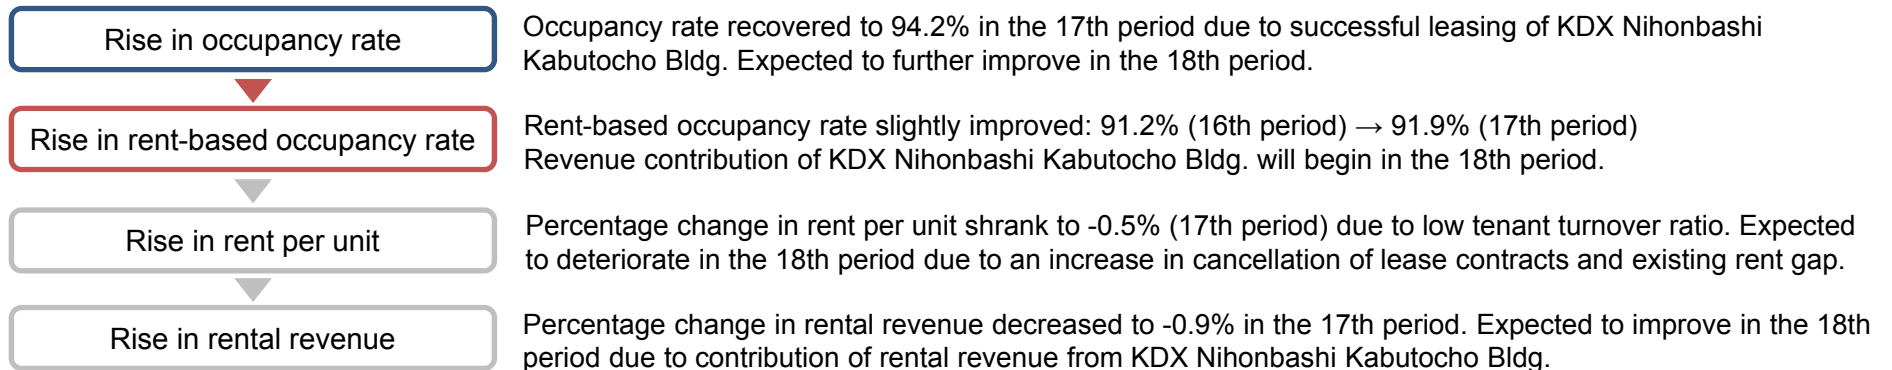 Rise in occupancy rate
Occupancy rate recovered to 94.2% in the 17th period due to successful leasing of KDX Nihonbashi
Kabutocho Bldg. Expected to further improve in the 18th period.
Rise in rent-based occupancy rate
Rent-based occupancy rate slightly improved: 91.2% (16th period) → 91.9% (17th period)
Revenue contribution of KDX Nihonbashi Kabutocho Bldg. will begin in the 18th period.
Rise in rent per unit
Percentage change in rent per unit shrank to -0.5% (17th period) due to low tenant turnover ratio. Expected
to deteriorate in the 18th period due to an increase in cancellation of lease contracts and existing rent gap.
Rise in rental revenue
Percentage change in rental revenue decreased to -0.9% in the 17th period. Expected to improve in the 18th
period due to contribution of rental revenue from KDX Nihonbashi Kabutocho Bldg.